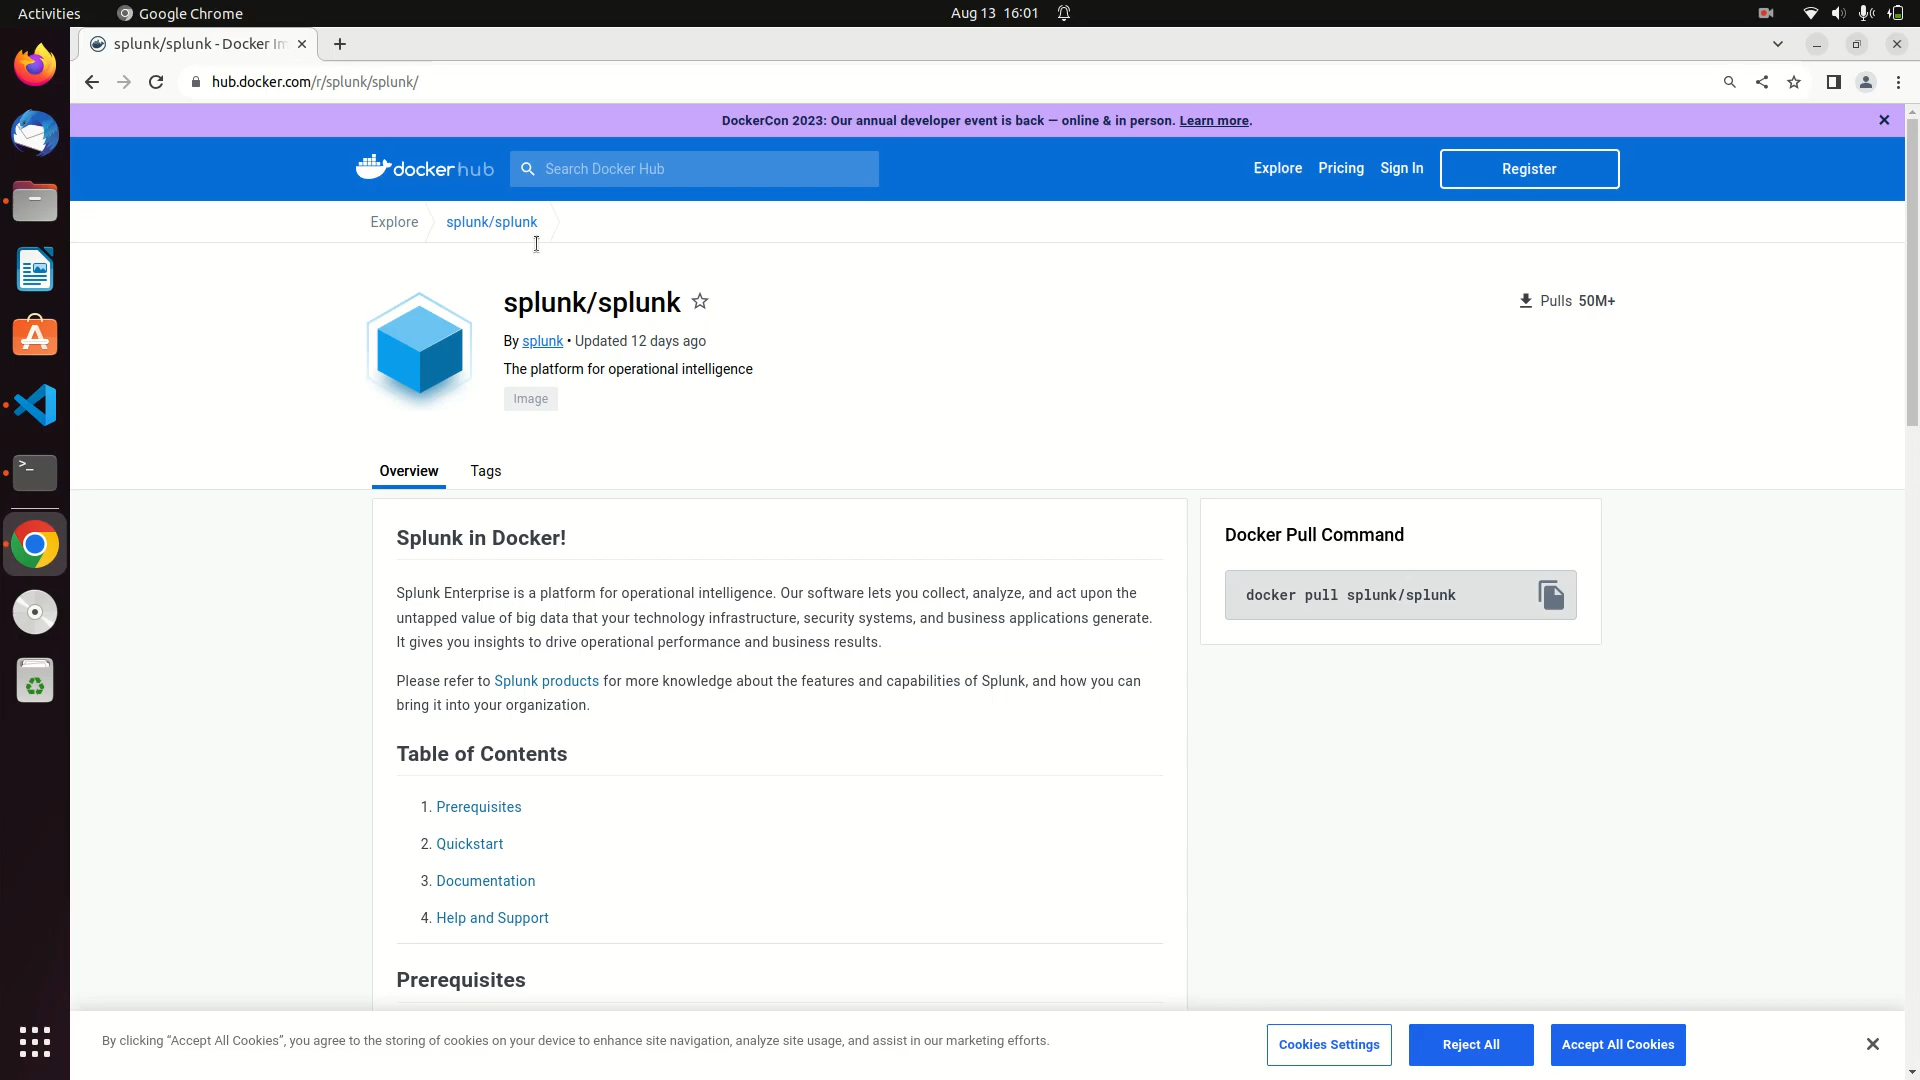 Activities
Google Chrome
Aug 13 16:01
splunk/splunk - Docker Im
hub.docker.com/r/splunk/splunk/
DockerCon 2023: Our annual developer event is back — online & in person. Learn more.
dockerhub
Search Docker Hub
Explore
Pricing
Sign In
Register
Explore
splunk/splunk
splunk/splunk
Pulls 50M+
By splunk • Updated 12 days ago
The platform for operational intelligence
Image
Overview
Tags
Splunk in Docker!
Splunk Enterprise is a platform for operational intelligence. Our software lets you collect, analyze, and act upon the
untapped value of big data that your technology infrastructure, security systems, and business applications generate.
It gives you insights to drive operational performance and business results.
Please refer to Splunk products for more knowledge about the features and capabilities of Splunk, and how you can
bring it into your organization.
Table of Contents
1. Prerequisites
2. Quickstart
3. Documentation
4. Help and Support
Prerequisites
Docker Pull Command
docker pull splunk/splunk
By clicking “Accept All Cookies”, you agree to the storing of cookies on your device to enhance site navigation, analyze site usage, and assist in our marketing efforts.
Cookies Settings
Reject All
Accept All Cookies